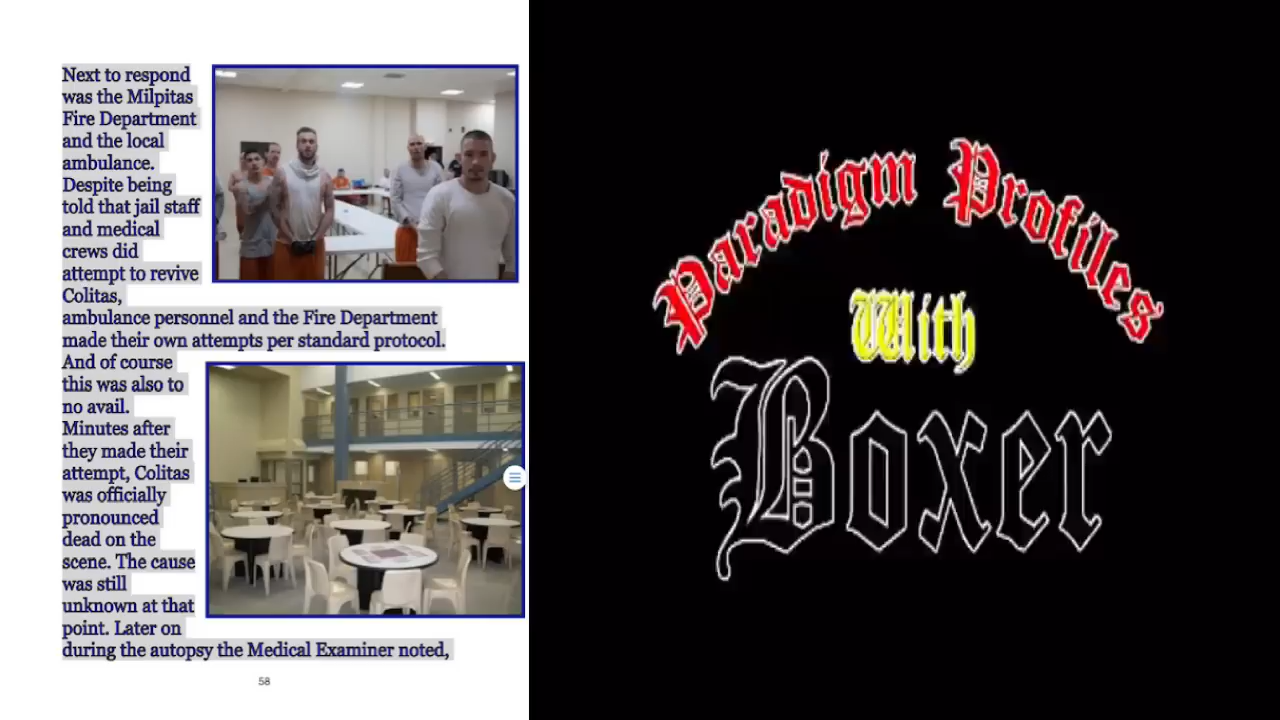 Next to respond
was the Milpitas
Fire Department
and the local
ambulance.
Despite being
told that jail staff
and medical
crews did
attempt to revive
Colitas,
ambulance personnel and the Fire Department
made their own attempts per standard protocol.
And of course
this was also to
no avail.
Minutes after
they made their
attempt, Colitas
was officially
pronounced
dead on the
scene. The cause
was still
unknown at that
point. Later on
during the autopsy the Medical Examiner noted,
58
Paradigm Profiles
With
Boxer